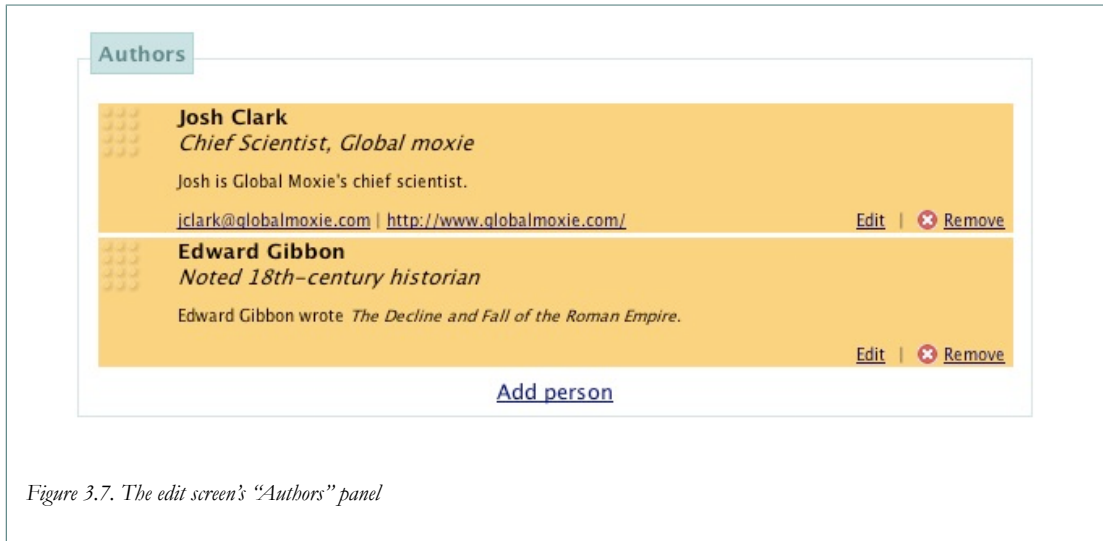 Authors
Josh Clark
Chief Scientist, Global moxie
Josh is Global Moxie's chief scientist.
jclark@globalmoxie.com | http://www.globalmoxie.com/ Edit | Remove
Edward Gibbon
Noted 18th-century historian
Edward Gibbon wrote The Decline and Fall of the Roman Empire.
Edit | Remove
Add person
Figure 3.7. The edit screen’s “Authors” panel